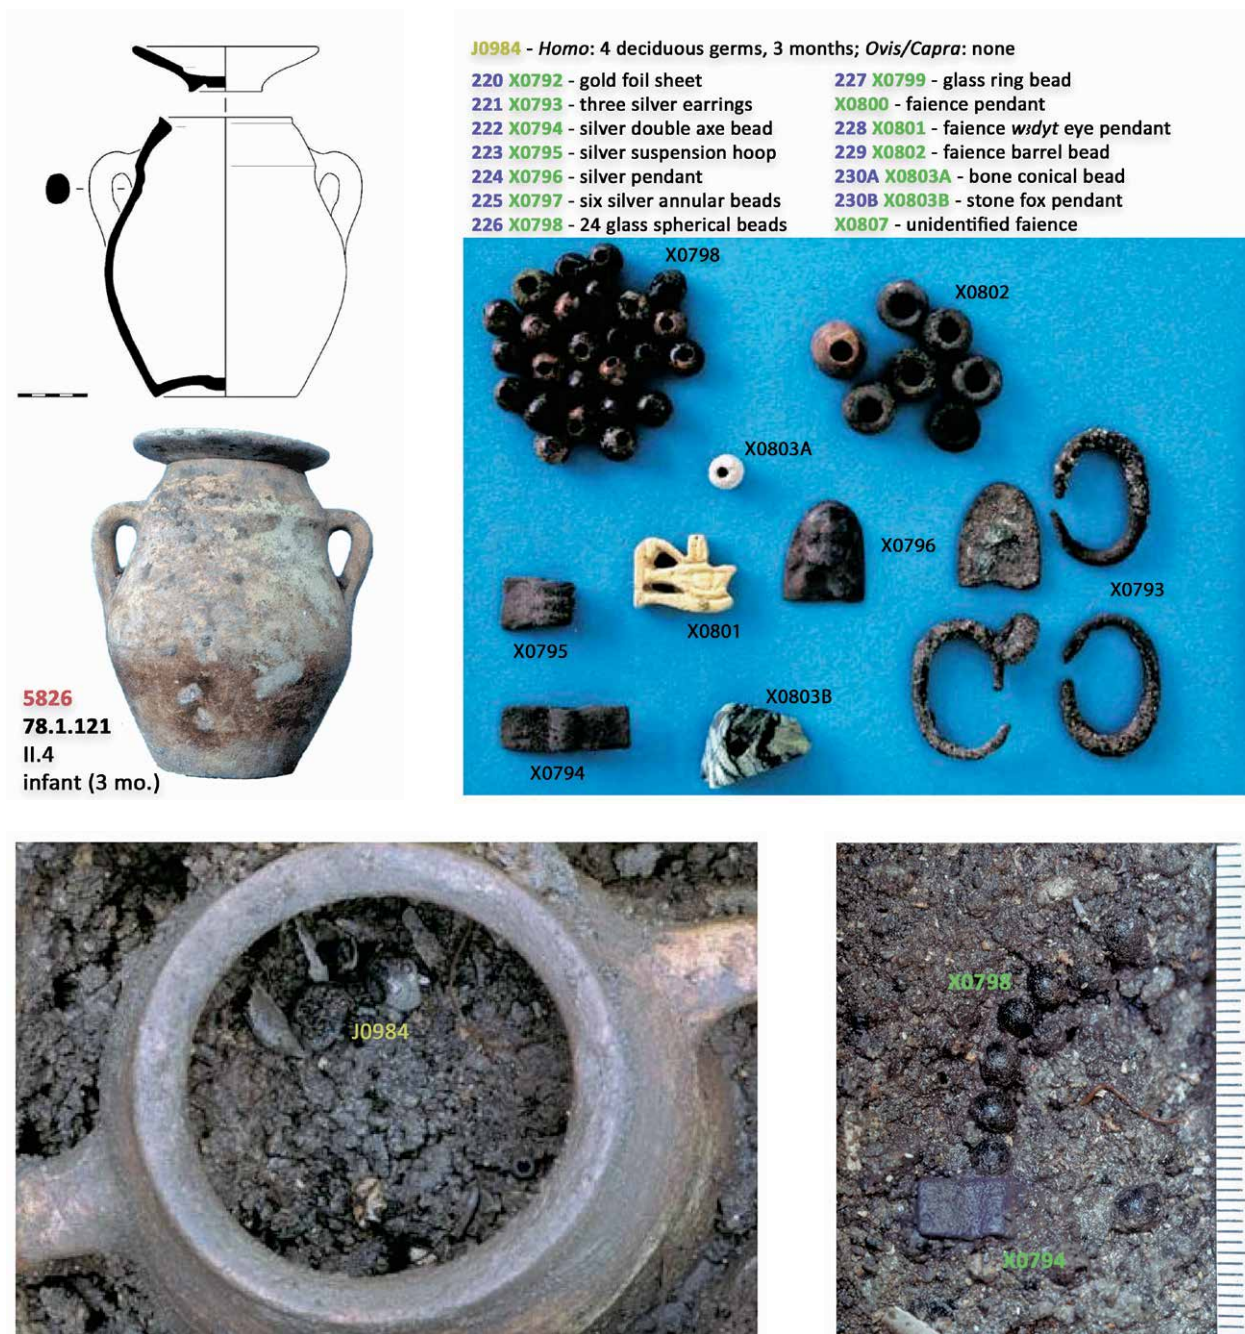 J0984 - Homo: 4 deciduous germs, 3 months; Ovis/Capra: none
220 X0792 - gold foil sheet
221 X0793 - three silver earrings
222 X0794 - silver double axe bead
223 X0795 - silver suspension hoop
224 X0796 - silver pendant
225 X0797 - six silver annular beads
226 X0798 - 24 glass spherical beads
227 X0799 - glass ring bead
X0800 - faience pendant
228 X0801 - faience wꜣdyt eye pendant
229 X0802 - faience barrel bead
230A X0803A - bone conical bead
230B X0803B - stone fox pendant
X0807 - unidentified faience
X0798
X0802
X0803A
X0796
X0793
X0801
X0795
X0803B
X0794
5826
78.1.121
II.4
infant (3 mo.)
J0984
X0798
X0794